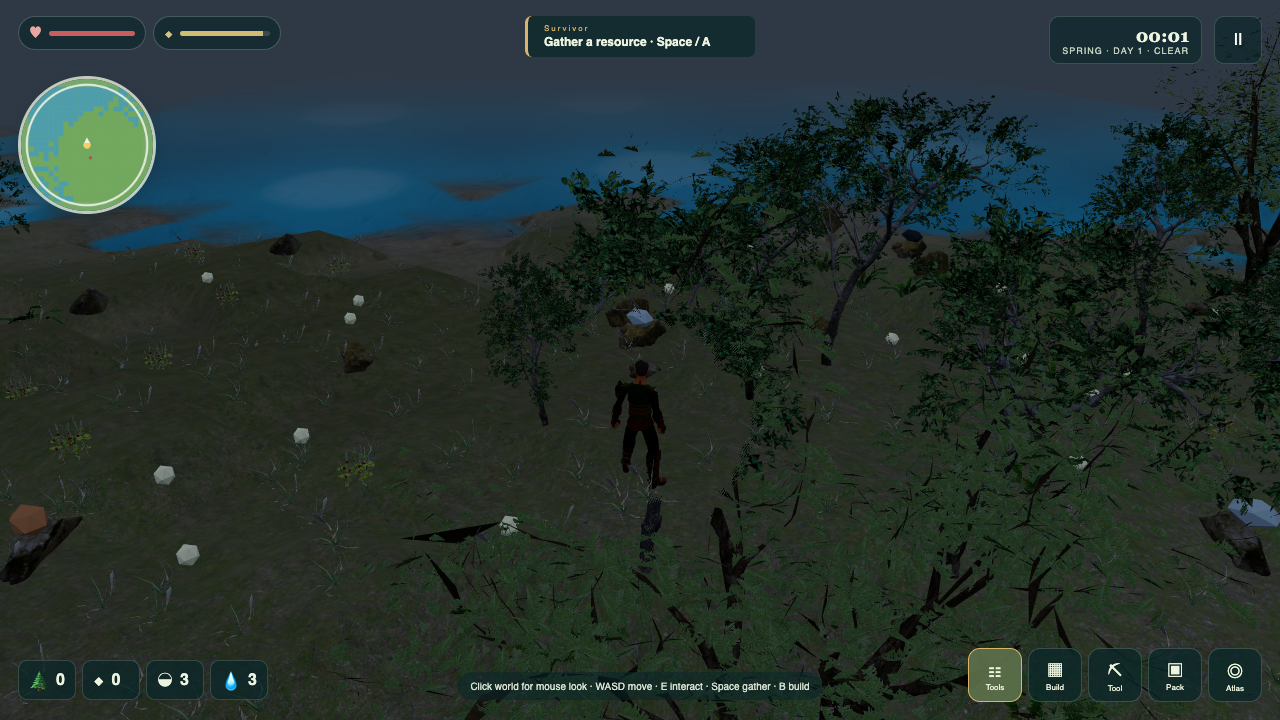 Survivor
Gather a resource · Space / A
00:01
SPRING · DAY 1 · CLEAR
0
0
3
3
Click world for mouse look · WASD move · E interact · Space gather · B build
Tools
Build
Tool
Pack
Atlas